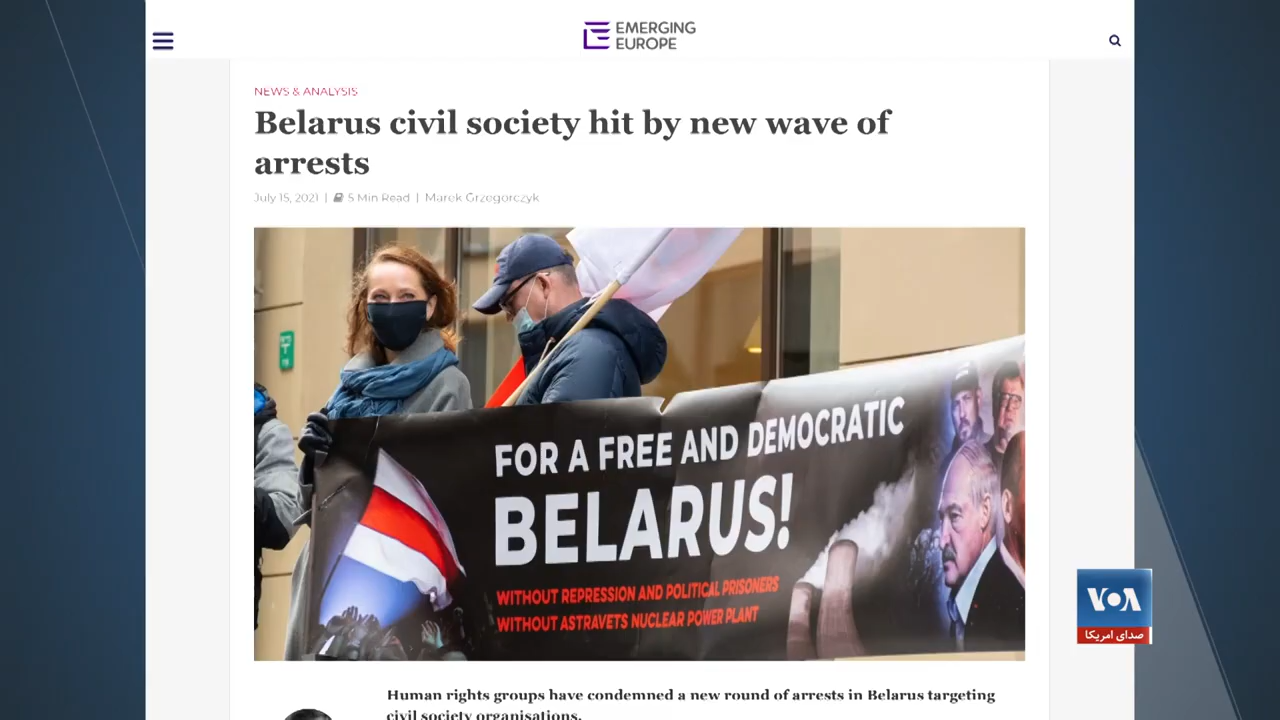 EMERGING
EUROPE
NEWS & ANALYSIS
Belarus civil society hit by new wave of
arrests
July 15, 2021 | 5 Min Read | Marek Grzegorczyk
FOR A FREE AND DEMOCRATIC
BELARUS!
WITHOUT REPRESSION AND POLITICAL PRISONERS
WITHOUT ASTRAVETS NUCLEAR POWER PLANT
VOA
صدای امریکا
Human rights groups have condemned a new round of arrests in Belarus targeting
civil society organisations.